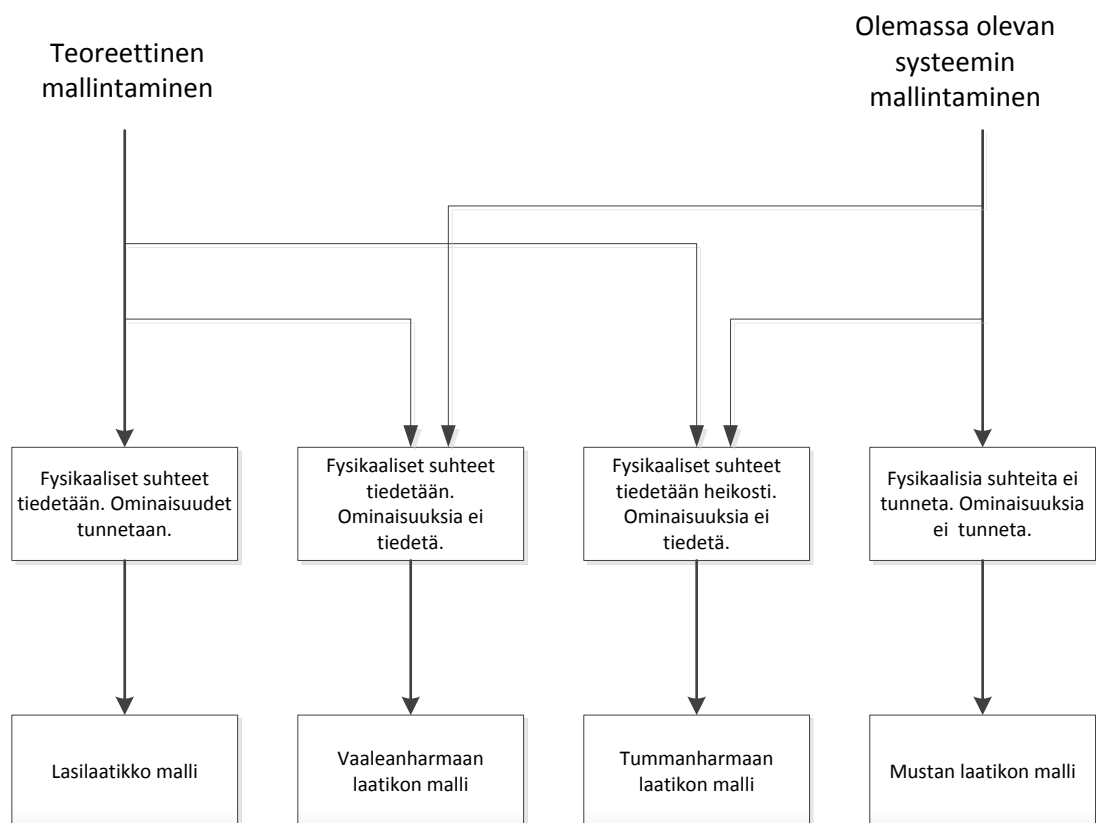 Teoreettinen
mallintaminen
Olemassa olevan
systeemin
mallintaminen
Fysikaaliset suhteet
tiedetään. Ominaisuudet
tunnetaan.
Fysikaaliset suhteet
tiedetään.
Ominaisuuksia ei
tiedetä.
Fysikaaliset suhteet
tiedetään heikosti.
Ominaisuuksia ei
tiedetä.
Fysikaalisia suhteita ei
tunneta. Ominaisuuksia
ei tunneta.
Lasilaatikko malli
Vaaleanharmaan
laatikon malli
Tummanharmaan
laatikon malli
Mustan laatikon malli